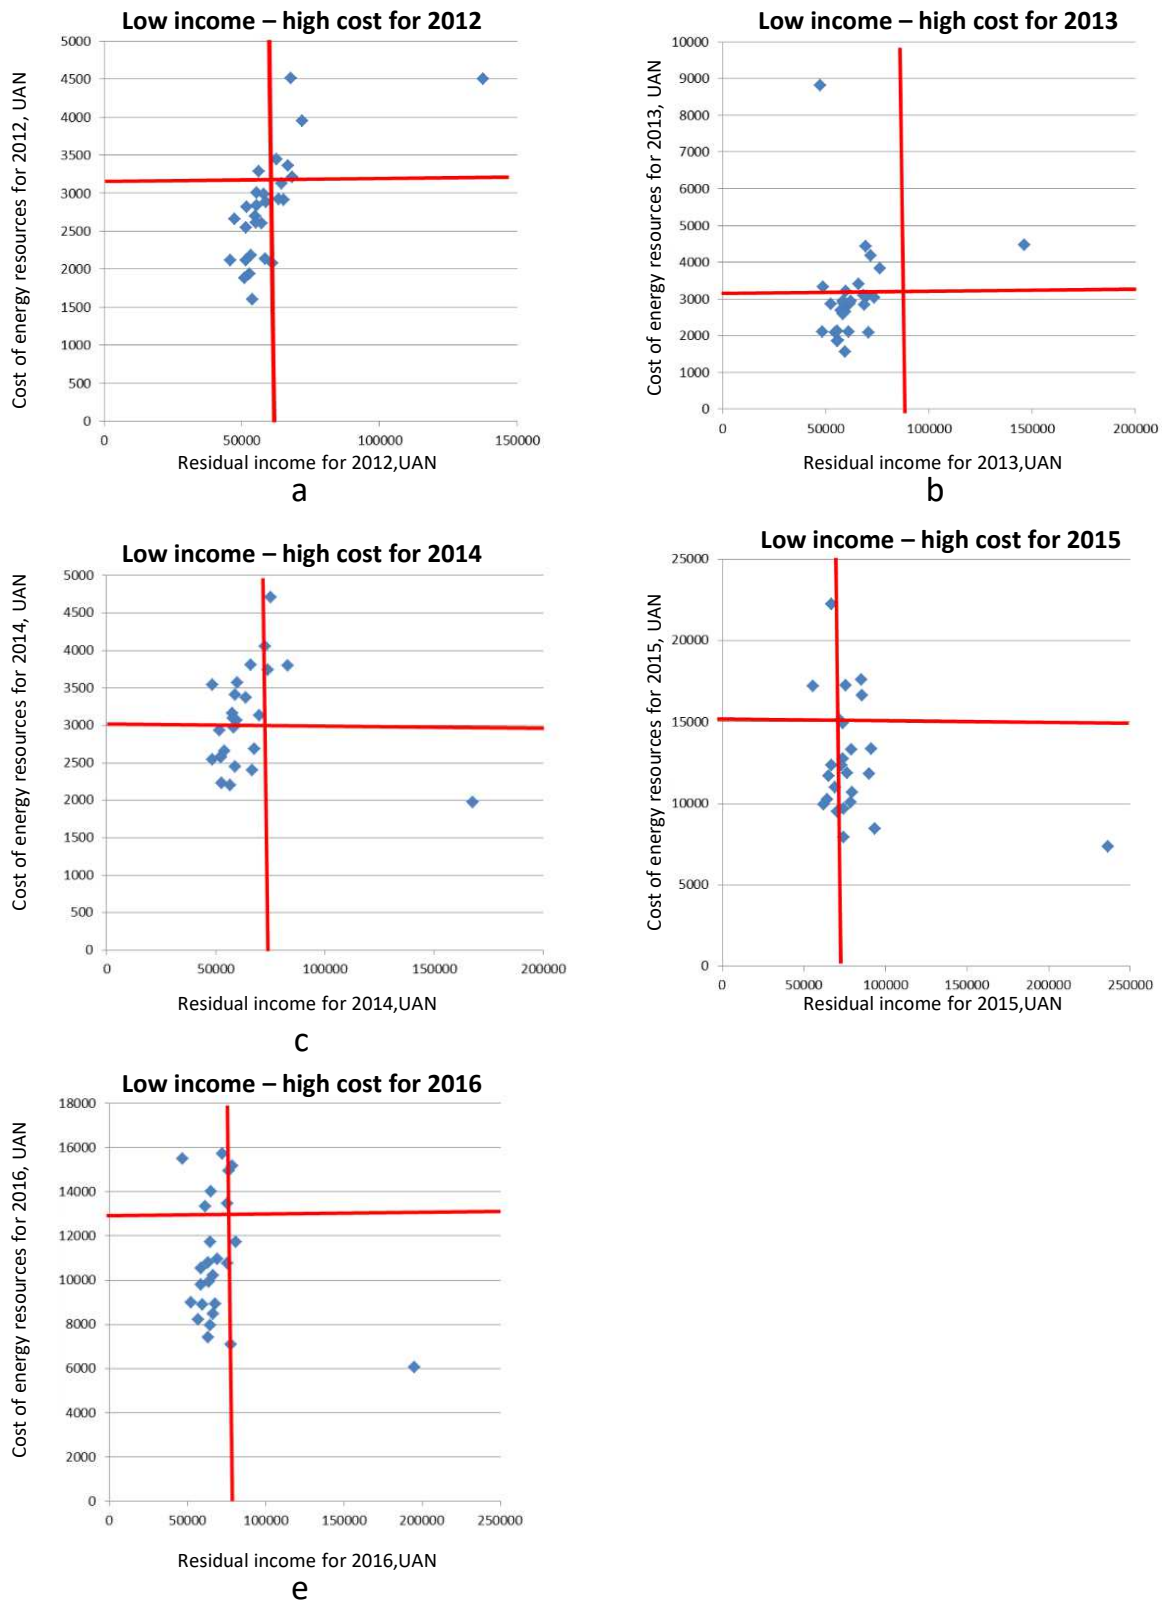 Low income – high cost for 2012
Cost of energy resources for 2012, UAN
5000
4500
4000
3500
3000
2500
2000
1500
1000
500
0
0 50000 100000 150000
Residual income for 2012,UAN
a
Low income – high cost for 2013
Cost of energy resources for 2013, UAN
10000
9000
8000
7000
6000
5000
4000
3000
2000
1000
0
0 50000 100000 150000 200000
Residual income for 2013,UAN
b
Low income – high cost for 2014
Cost of energy resources for 2014, UAN
5000
4500
4000
3500
3000
2500
2000
1500
1000
500
0
0 50000 100000 150000 200000
Residual income for 2014,UAN
c
Low income – high cost for 2015
Cost of energy resources for 2015, UAN
25000
20000
15000
10000
5000
0
0 50000 100000 150000 200000 250000
Residual income for 2015,UAN
Low income – high cost for 2016
Cost of energy resources for 2016, UAN
18000
16000
14000
12000
10000
8000
6000
4000
2000
0
0 50000 100000 150000 200000 250000
Residual income for 2016,UAN
e